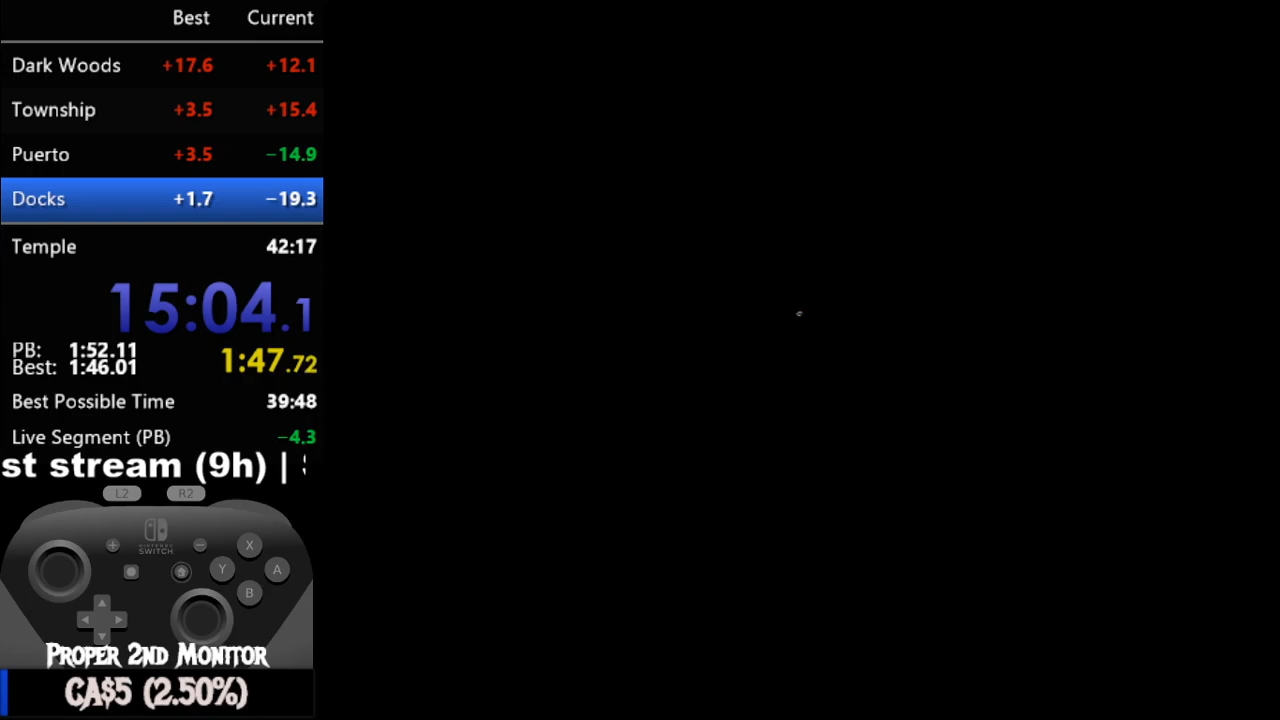 Best Current
Dark Woods +17.6 +12.1
Township +3.5 +15.4
Puerto +3.5 −14.9
Docks +1.7 −19.3
Temple 42:17
15:04.1
PB: 1:52.11
Best: 1:46.01 1:47.72
Best Possible Time 39:48
Live Segment (PB) −4.3
st stream (9h) |
L2 R2
NINTENDO
SWITCH
X
Y A
B
PROPER 2ND MONITOR
CA$5 (2.50%)